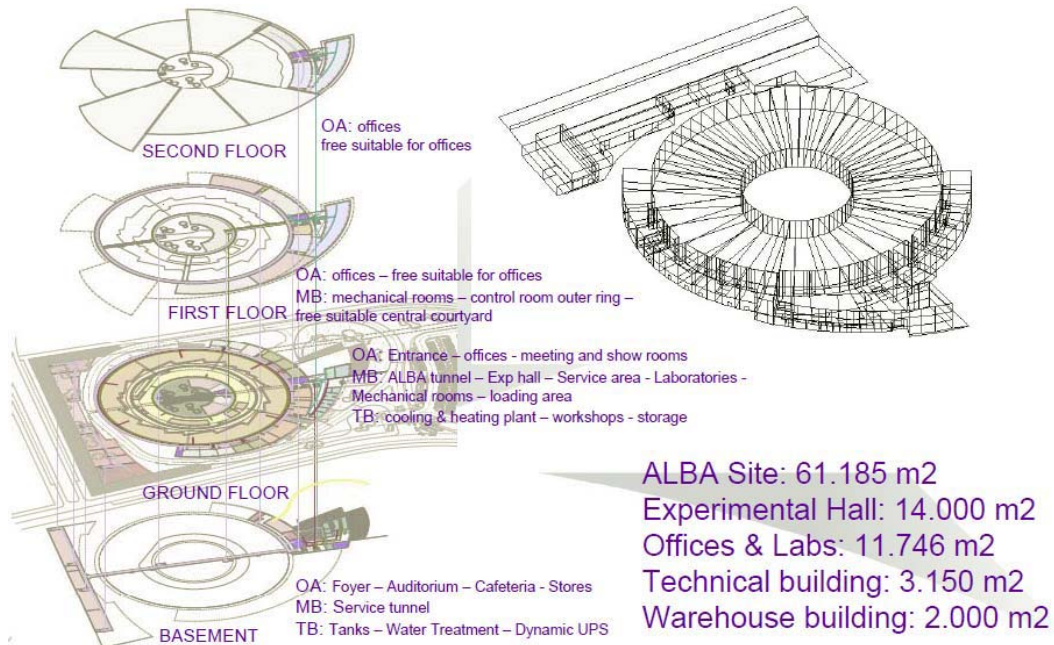 OA: offices
free suitable for offices
SECOND FLOOR
OA: offices – free suitable for offices
MB: mechanical rooms – control room outer ring –
free suitable central courtyard
FIRST FLOOR
OA: Entrance – offices - meeting and show rooms
MB: ALBA tunnel – Exp hall – Service area - Laboratories -
Mechanical rooms – loading area
TB: cooling & heating plant – workshops - storage
GROUND FLOOR
OA: Foyer – Auditorium – Cafeteria - Stores
MB: Service tunnel
TB: Tanks – Water Treatment – Dynamic UPS
BASEMENT
ALBA Site: 61.185 m2
Experimental Hall: 14.000 m2
Offices & Labs: 11.746 m2
Technical building: 3.150 m2
Warehouse building: 2.000 m2